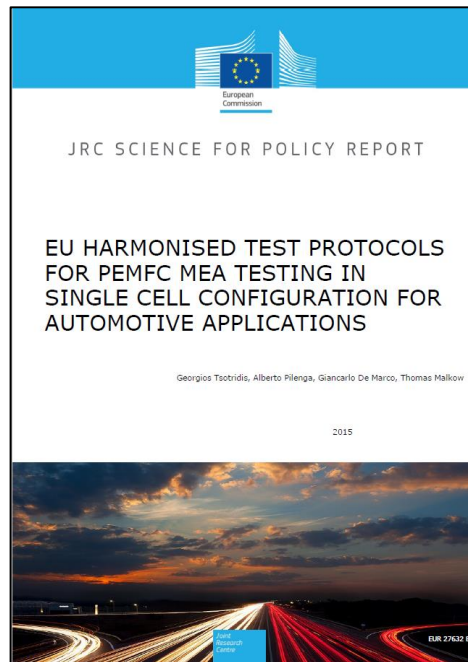 European
Commission
JRC SCIENCE FOR POLICY REPORT
EU HARMONISED TEST PROTOCOLS
FOR PEMFC MEA TESTING IN
SINGLE CELL CONFIGURATION FOR
AUTOMOTIVE APPLICATIONS
Georgios Tsotridis, Alberto Pilenga, Giancarlo De Marco, Thomas Malkow
2015
Joint
Research
Centre
EUR 27632 E